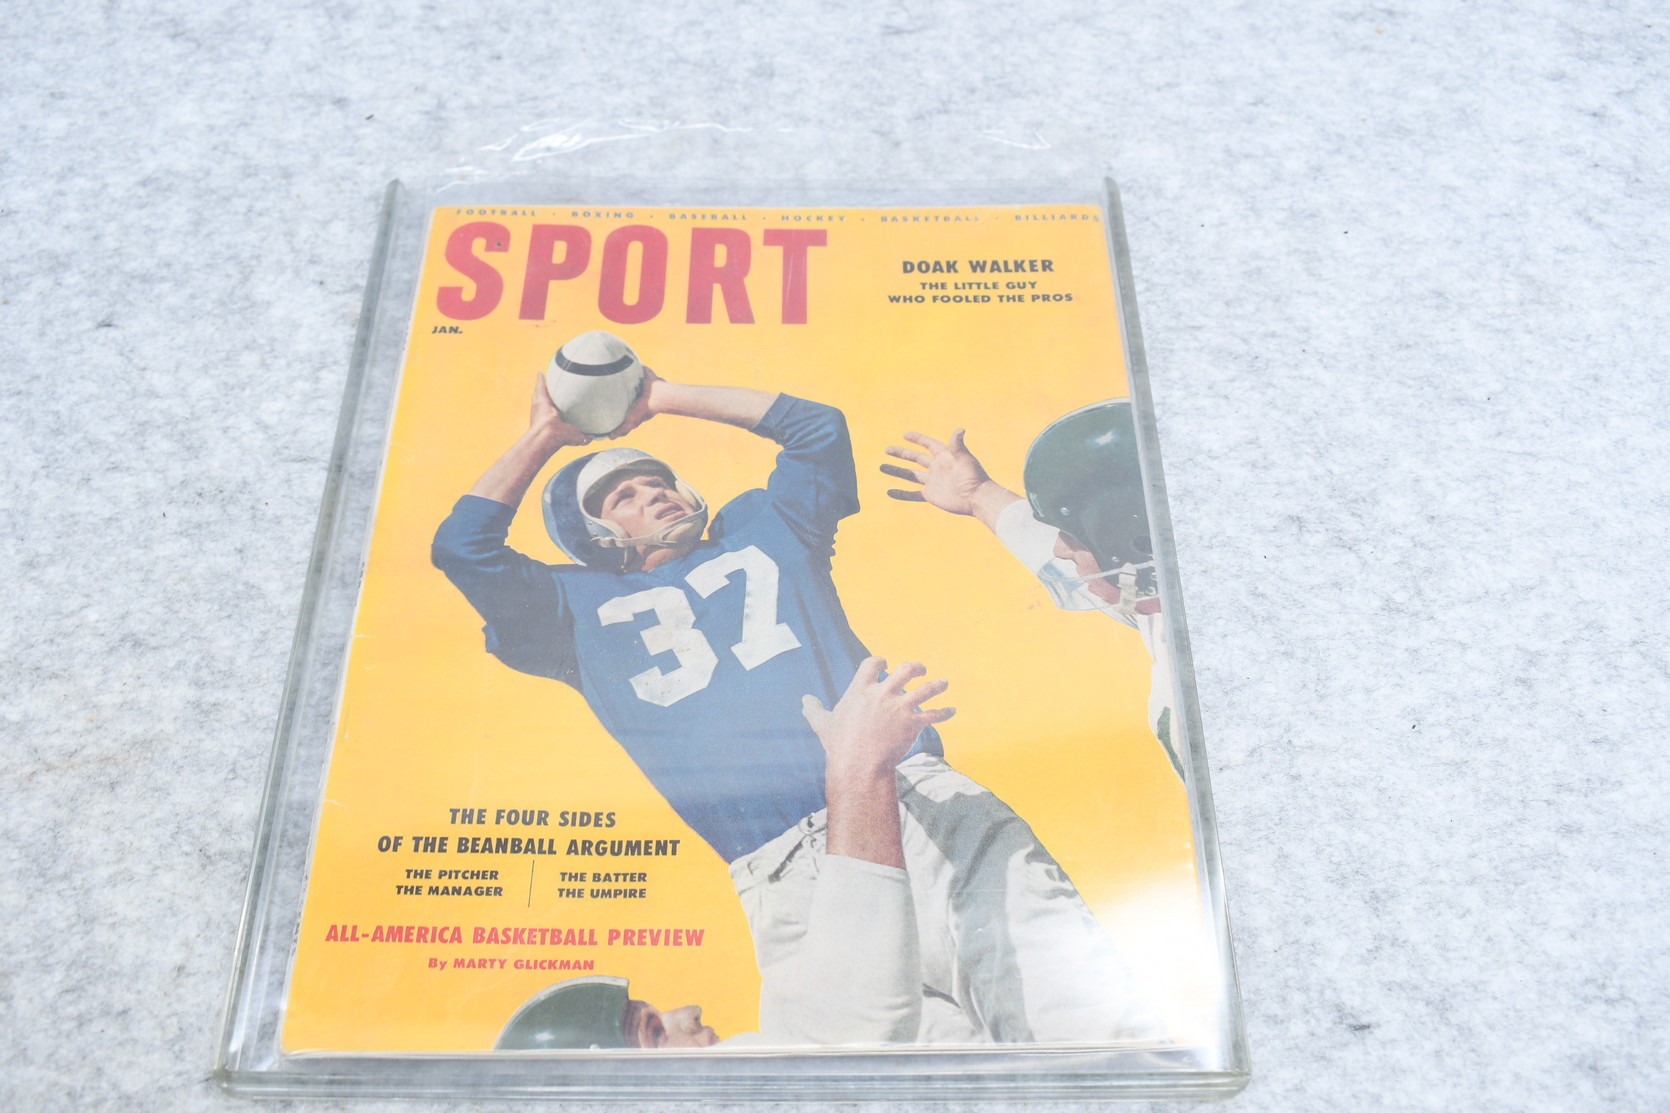 FOOTBALL · BOXING · BASEBALL · HOCKEY · BASKETBALL · BILLIARDS
SPORT
JAN.
DOAK WALKER
THE LITTLE GUY
WHO FOOLED THE PROS
37
THE FOUR SIDES
OF THE BEANBALL ARGUMENT
THE PITCHER
THE MANAGER
THE BATTER
THE UMPIRE
ALL-AMERICA BASKETBALL PREVIEW
By MARTY GLICKMAN